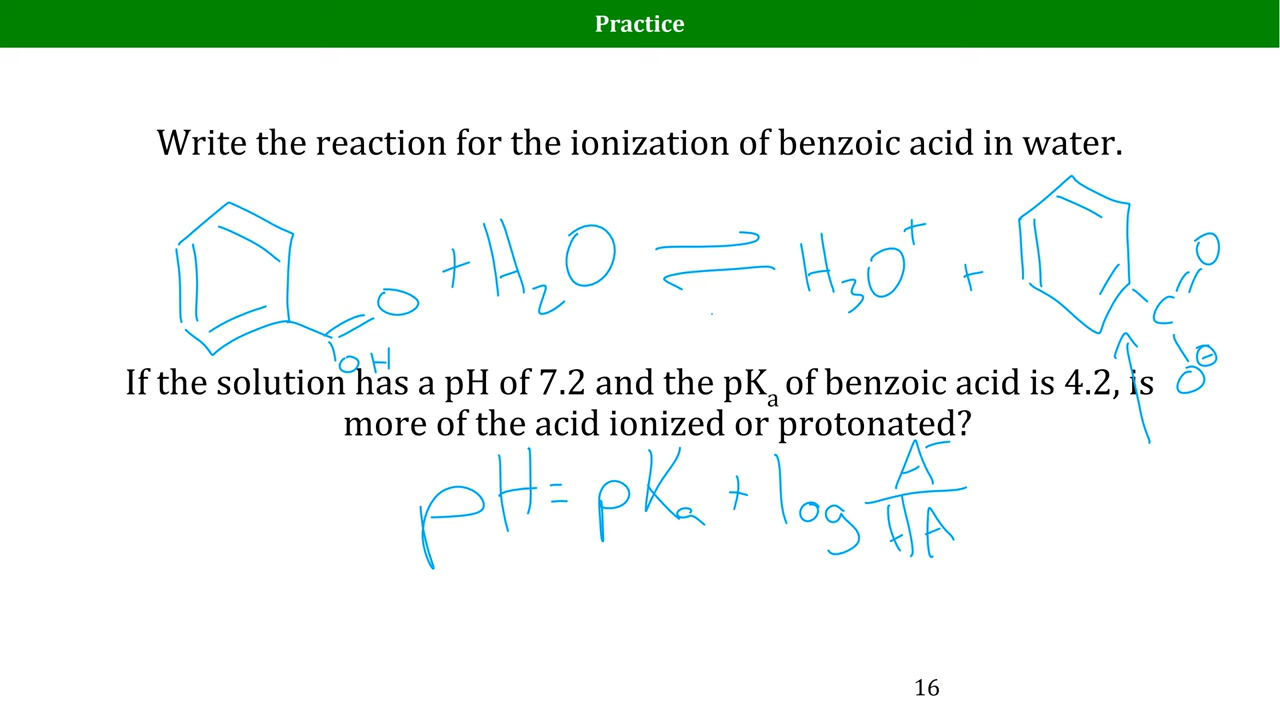 Practice
Write the reaction for the ionization of benzoic acid in water.
O OH + H₂O ⇌ H₃O⁺ + C O O⊖
If the solution has a pH of 7.2 and the pKₐ of benzoic acid is 4.2, is
more of the acid ionized or protonated?
pH = pKₐ + log A⁻/HA
16